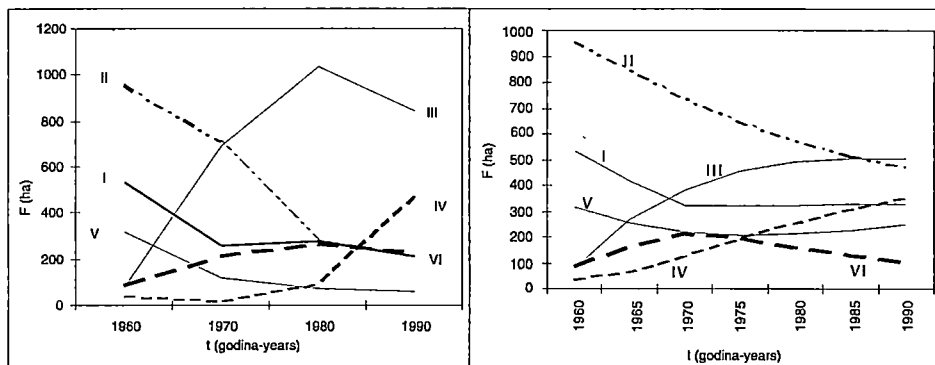 1200
1000
800
600
400
200
0
F (ha)
II
III
I
IV
V
VI
1960
1970
1980
1990
t (godina-years)
1000
900
800
700
600
500
400
300
200
100
0
F (ha)
II
I
III
V
IV
VI
1960
1965
1970
1975
1980
1985
1990
t (godina-years)